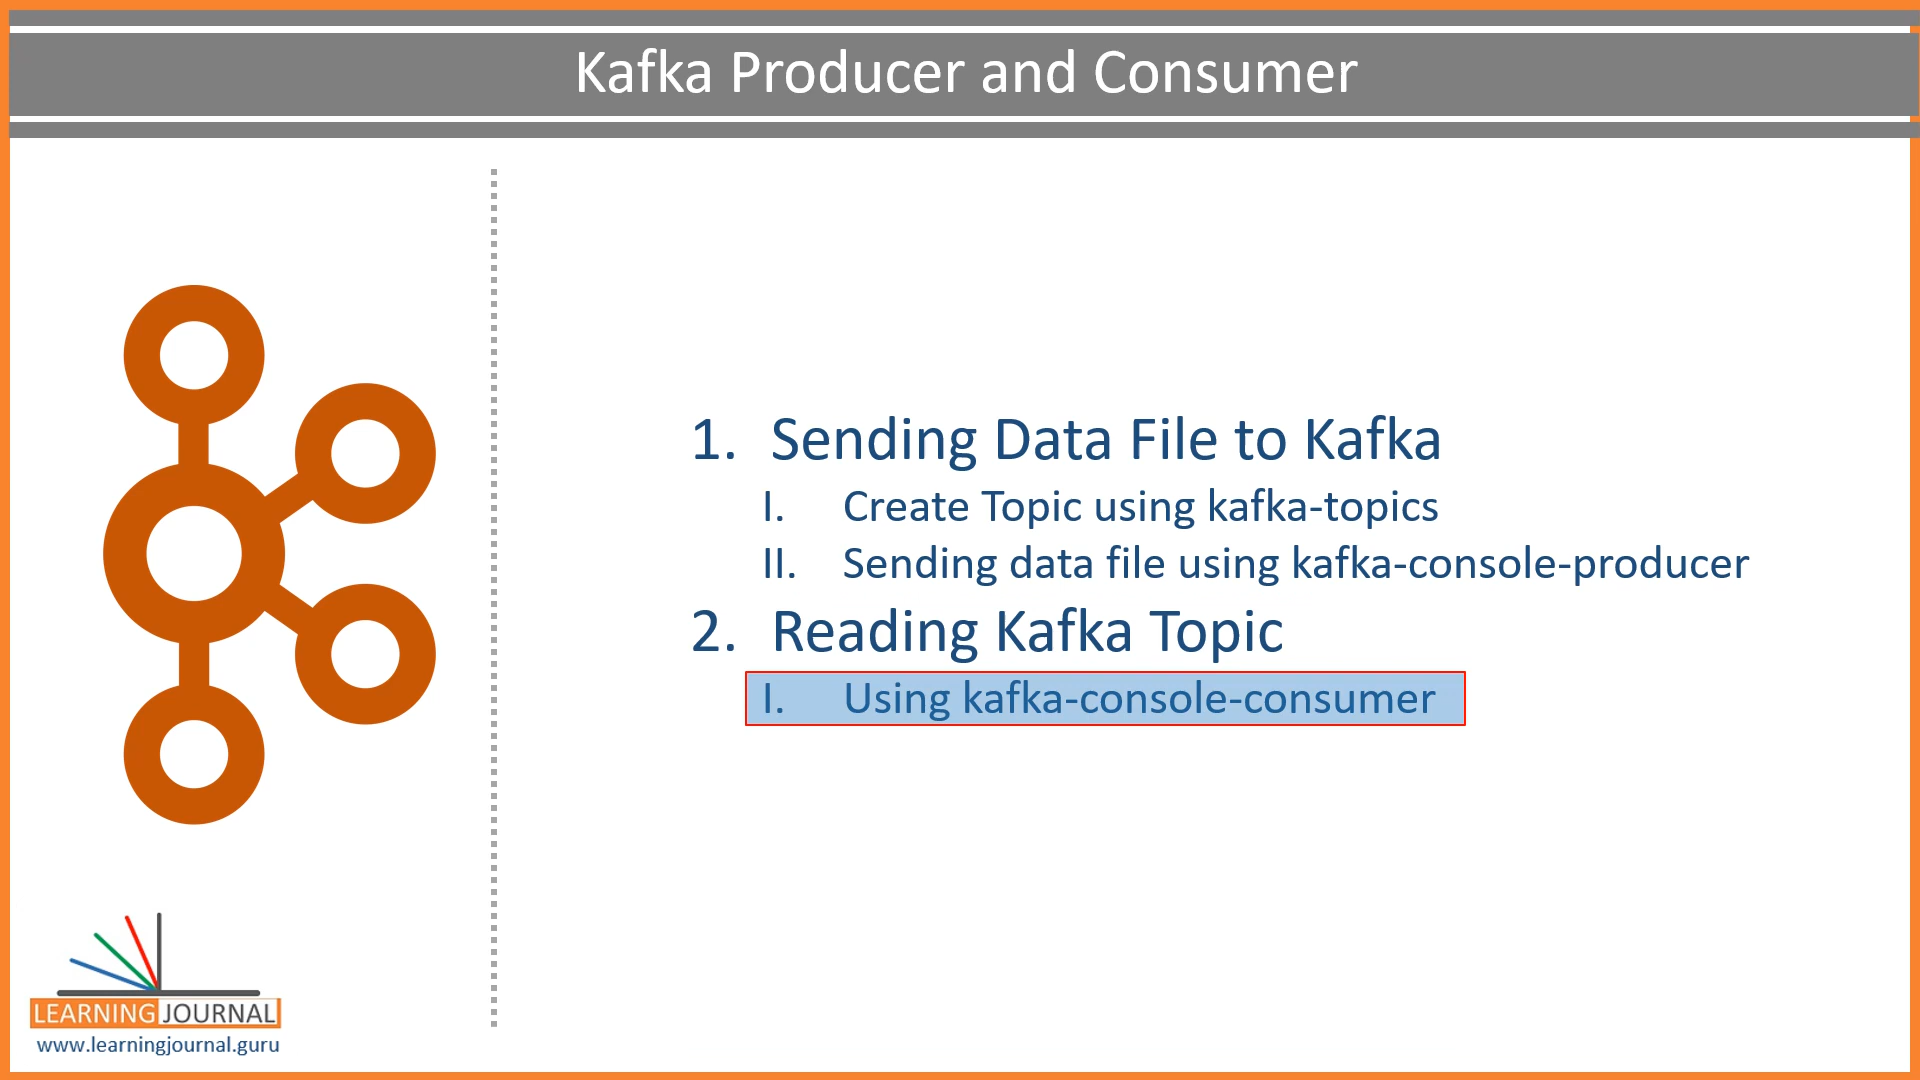 Kafka Producer and Consumer
1. Sending Data File to Kafka
I. Create Topic using kafka-topics
II. Sending data file using kafka-console-producer
2. Reading Kafka Topic
I. Using kafka-console-consumer
LEARNING JOURNAL
www.learningjournal.guru